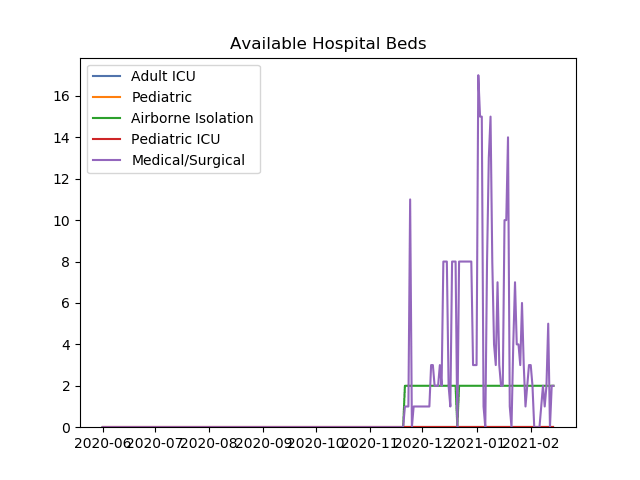 Available Hospital Beds
Adult ICU
Pediatric
Airborne Isolation
Pediatric ICU
Medical/Surgical
16
14
12
10
8
6
4
2
0
2020-06 2020-07 2020-08 2020-09 2020-10 2020-11 2020-12 2021-01 2021-02